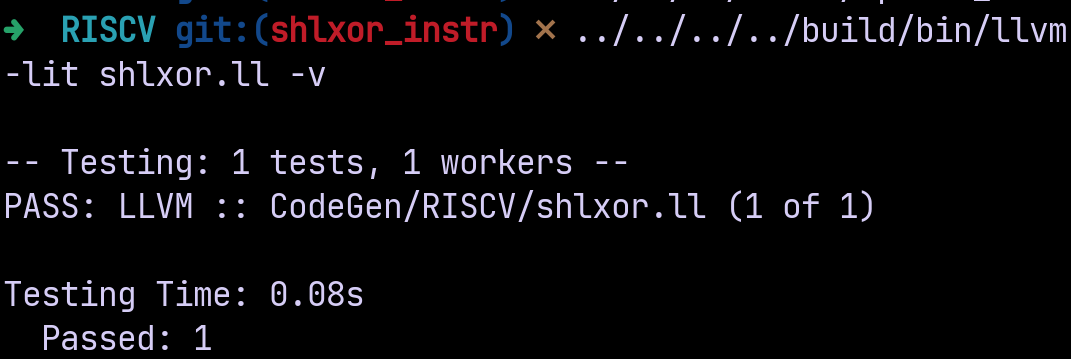 ➜  RISCV git:(shlxor_instr) ✗ ../../../../build/bin/llvm
-lit shlxor.ll -v
-- Testing: 1 tests, 1 workers --
PASS: LLVM :: CodeGen/RISCV/shlxor.ll (1 of 1)
Testing Time: 0.08s
  Passed: 1